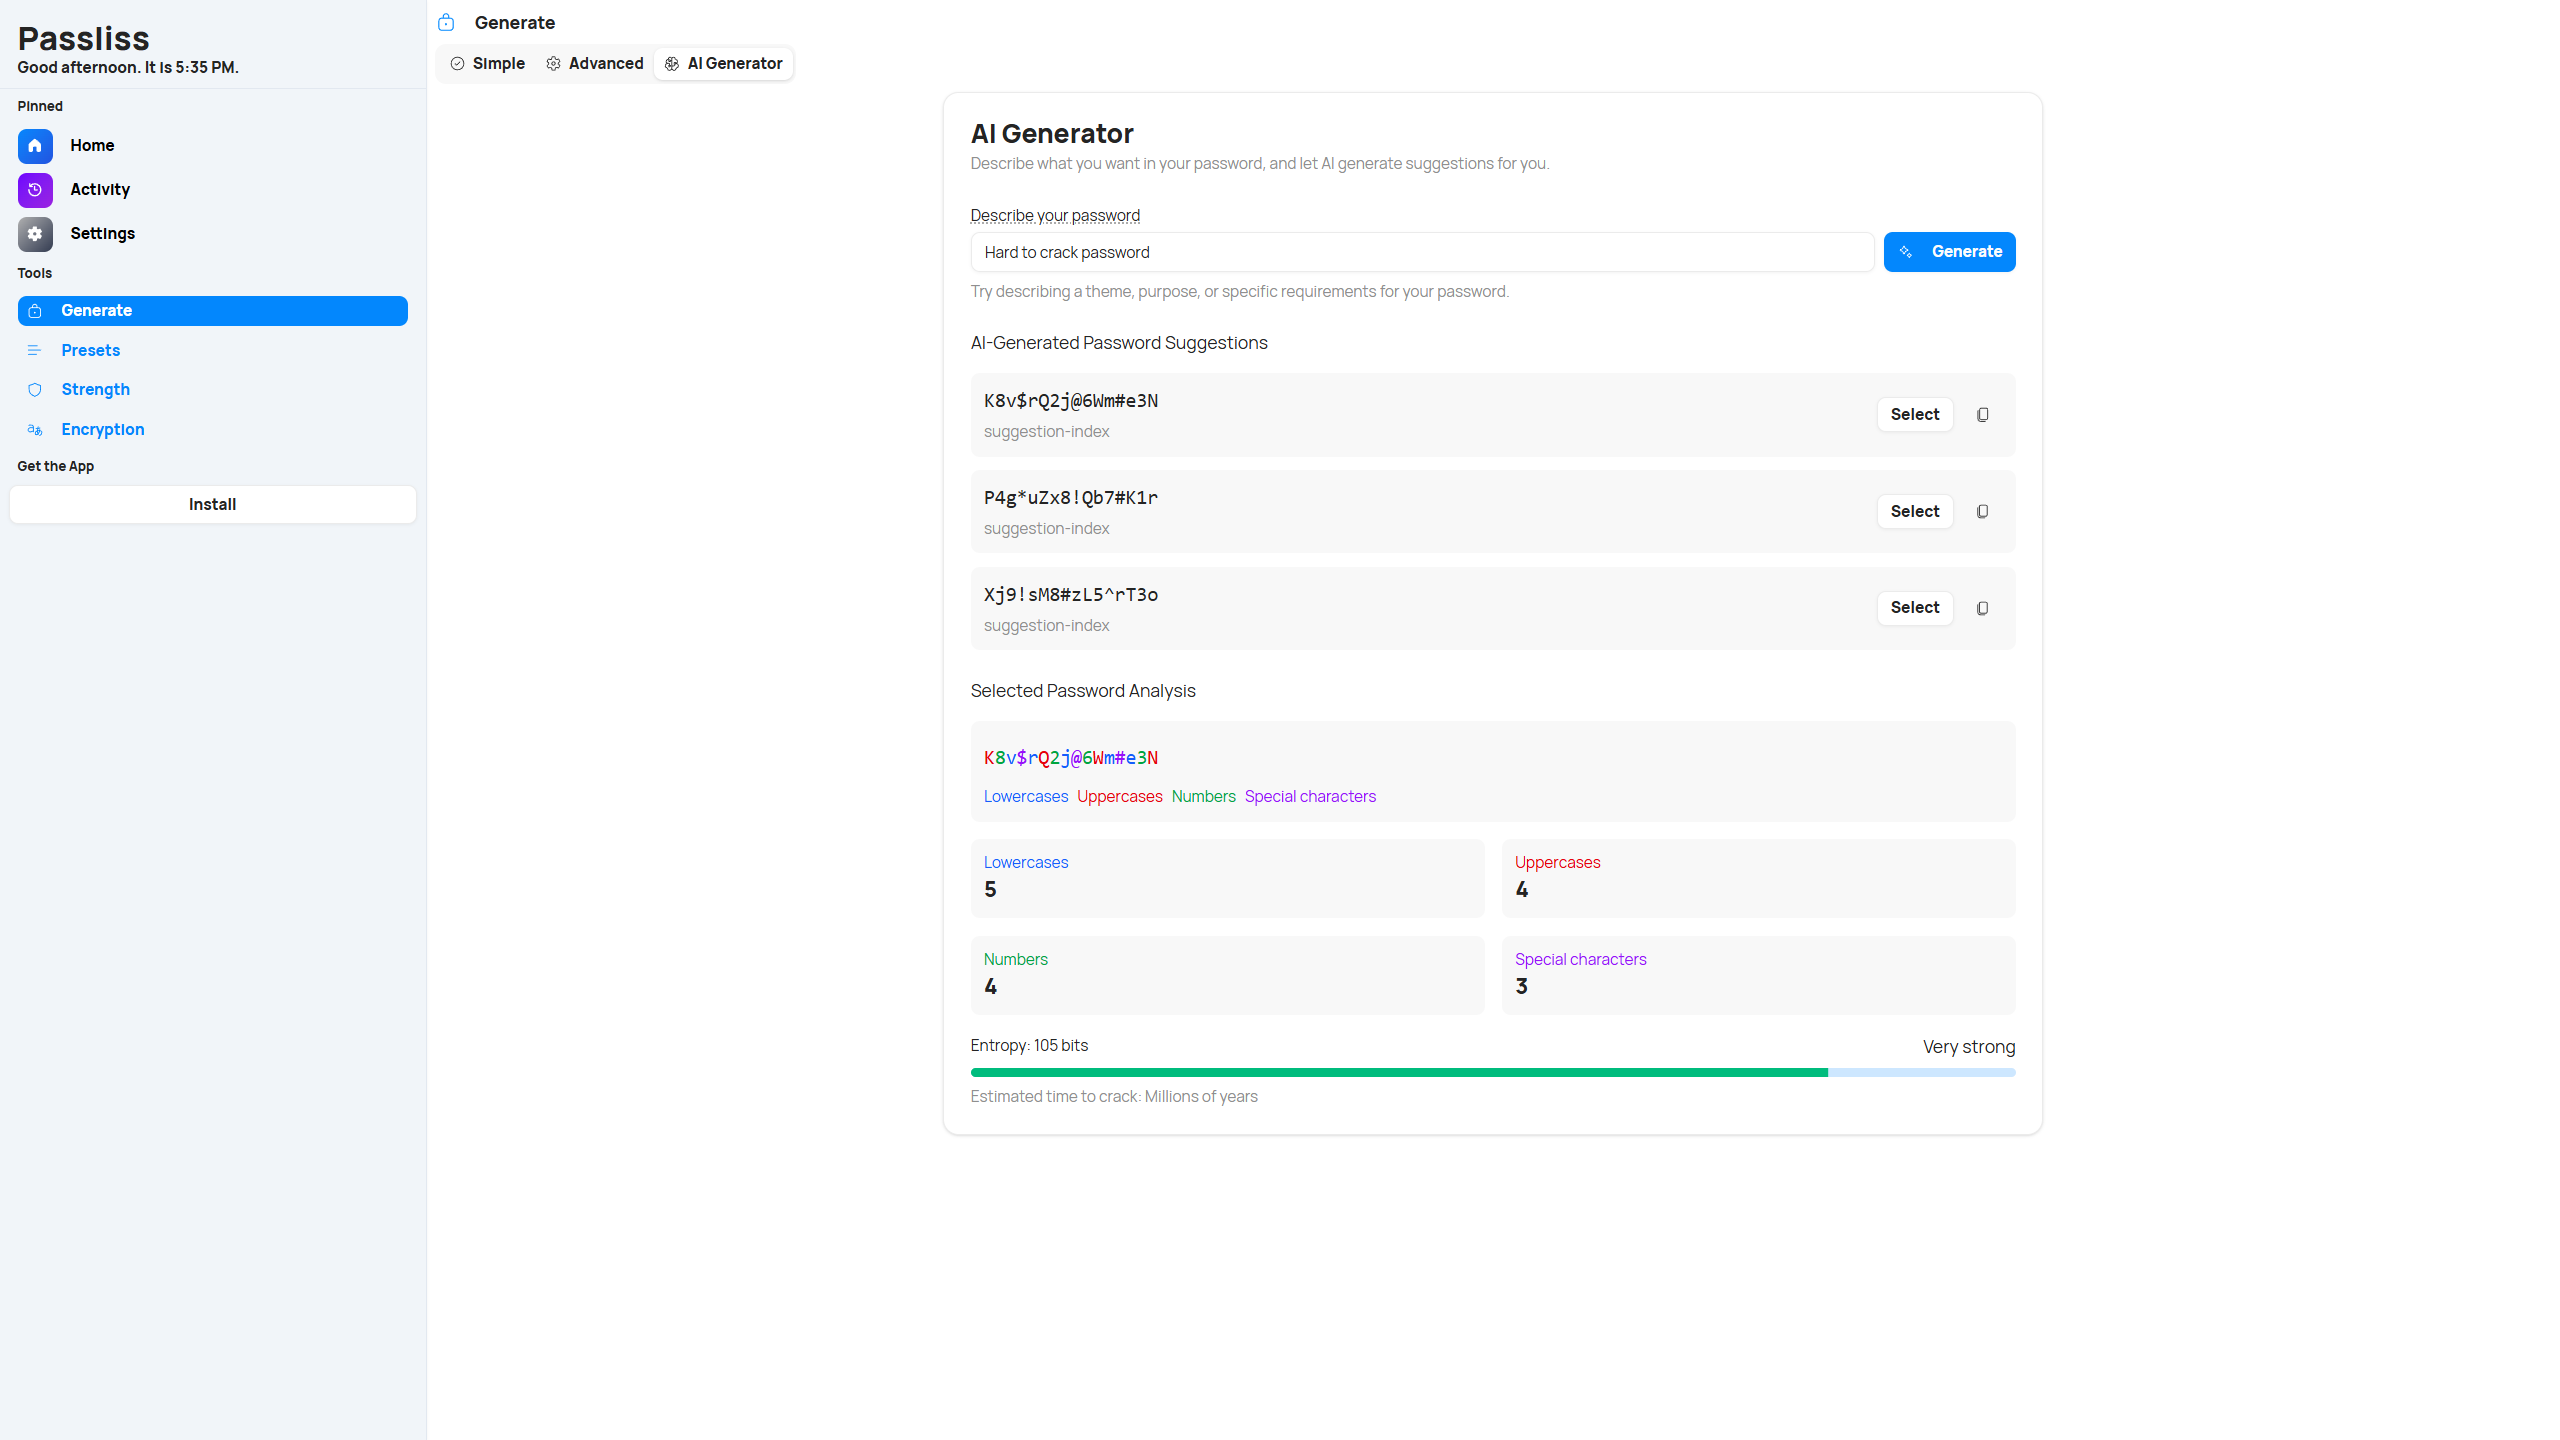 Passliss
Good afternoon. It is 5:35 PM.
Pinned
Home
Activity
Settings
Tools
Generate
Presets
Strength
Encryption
Get the App
Install
Generate
Simple Advanced AI Generator
AI Generator
Describe what you want in your password, and let AI generate suggestions for you.
Describe your password
Hard to crack password Generate
Try describing a theme, purpose, or specific requirements for your password.
AI-Generated Password Suggestions
K8v$rQ2j@6Wm#e3N
suggestion-index
Select
P4g*uZx8!Qb7#K1r
suggestion-index
Select
Xj9!sM8#zL5^rT3o
suggestion-index
Select
Selected Password Analysis
K8v$rQ2j@6Wm#e3N
Lowercases Uppercases Numbers Special characters
Lowercases
5
Uppercases
4
Numbers
4
Special characters
3
Entropy: 105 bits Very strong
Estimated time to crack: Millions of years